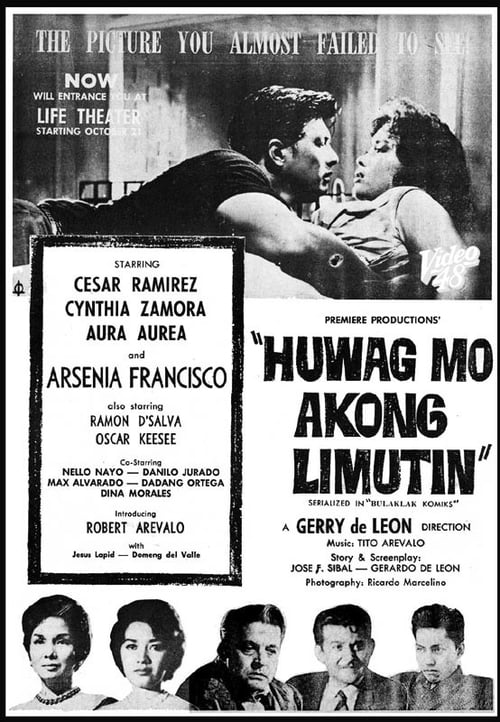 THE PICTURE YOU ALMOST FAILED TO SEE!
NOW
WILL ENTRANCE YOU AT
LIFE THEATER
STARTING OCTOBER 21
Video
48
STARRING
CESAR RAMIREZ
CYNTHIA ZAMORA
AURA AUREA
and
ARSENIA FRANCISCO
also starring
RAMON D'SALVA
OSCAR KEESEE
Co-Starring
NELLO NAYO — DANILO JURADO
MAX ALVARADO — DADANG ORTEGA
DINA MORALES
Introducing
ROBERT AREVALO
with
Jesus Lapid — Domeng del Valle
PREMIERE PRODUCTIONS'
"HUWAG MO
AKONG
LIMUTIN"
SERIALIZED IN "BULAKLAK KOMIKS"
A GERRY de LEON DIRECTION
Music: TITO AREVALO
Story & Screenplay:
JOSE F. SIBAL — GERARDO DE LEON
Photography: Ricardo Marcelino